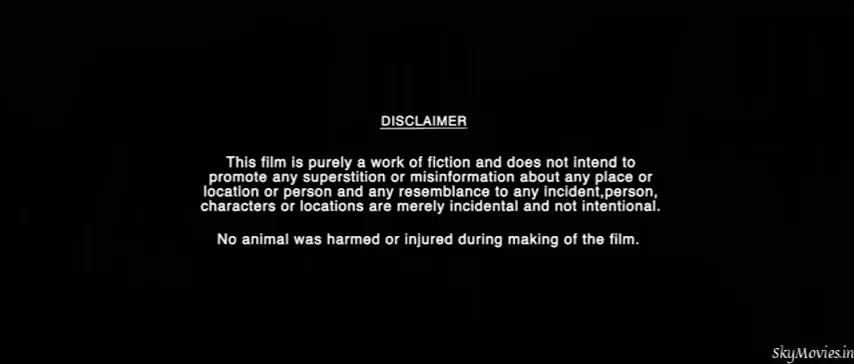 DISCLAIMER
This film is purely a work of fiction and does not intend to
promote any superstition or misinformation about any place or
location or person and any resemblance to any incident,person,
characters or locations are merely incidental and not intentional.
No animal was harmed or injured during making of the film.
SkyMovies.in